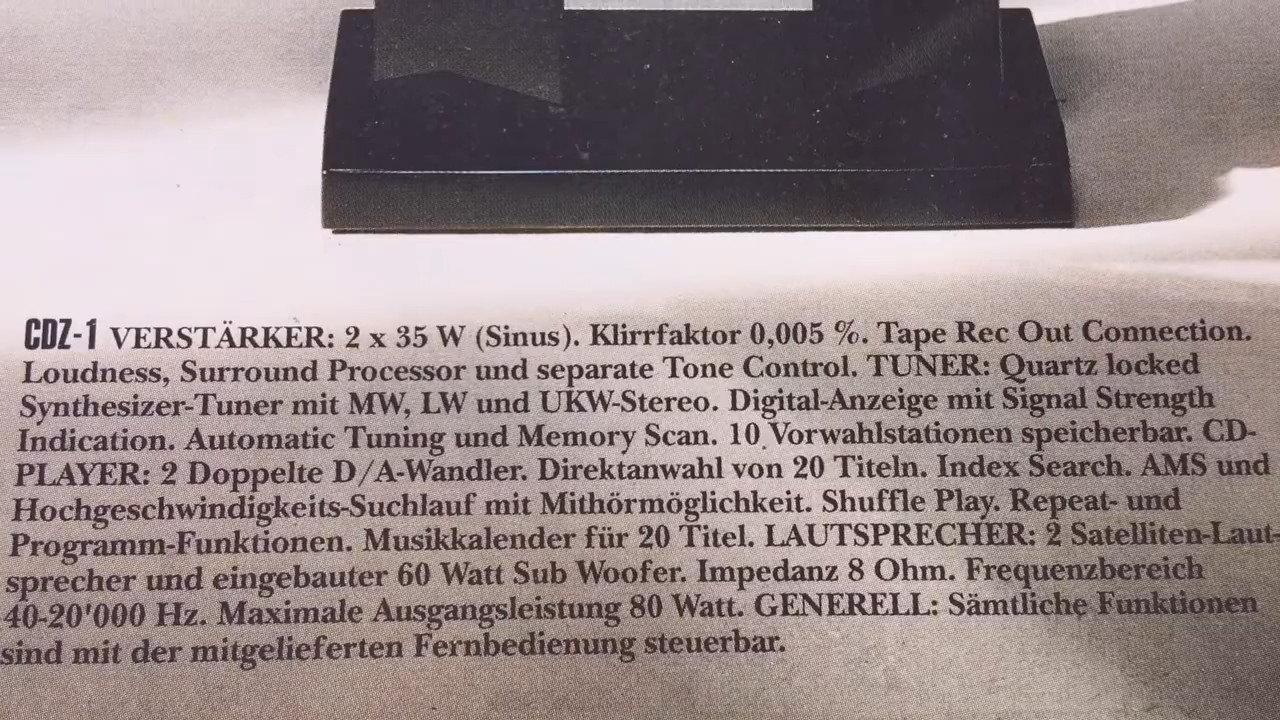 CDZ-1 VERSTÄRKER: 2 x 35 W (Sinus). Klirrfaktor 0,005 %. Tape Rec Out Connection.
Loudness, Surround Processor und separate Tone Control. TUNER: Quartz locked
Synthesizer-Tuner mit MW, LW und UKW-Stereo. Digital-Anzeige mit Signal Strength
Indication. Automatic Tuning und Memory Scan. 10 Vorwahlstationen speicherbar. CD-
PLAYER: 2 Doppelte D/A-Wandler. Direktanwahl von 20 Titeln. Index Search. AMS und
Hochgeschwindigkeits-Suchlauf mit Mithörmöglichkeit. Shuffle Play. Repeat- und
Programm-Funktionen. Musikkalender für 20 Titel. LAUTSPRECHER: 2 Satelliten-Laut-
sprecher und eingebauter 60 Watt Sub Woofer. Impedanz 8 Ohm. Frequenzbereich
40-20'000 Hz. Maximale Ausgangsleistung 80 Watt. GENERELL: Sämtliche Funktionen
sind mit der mitgelieferten Fernbedienung steuerbar.